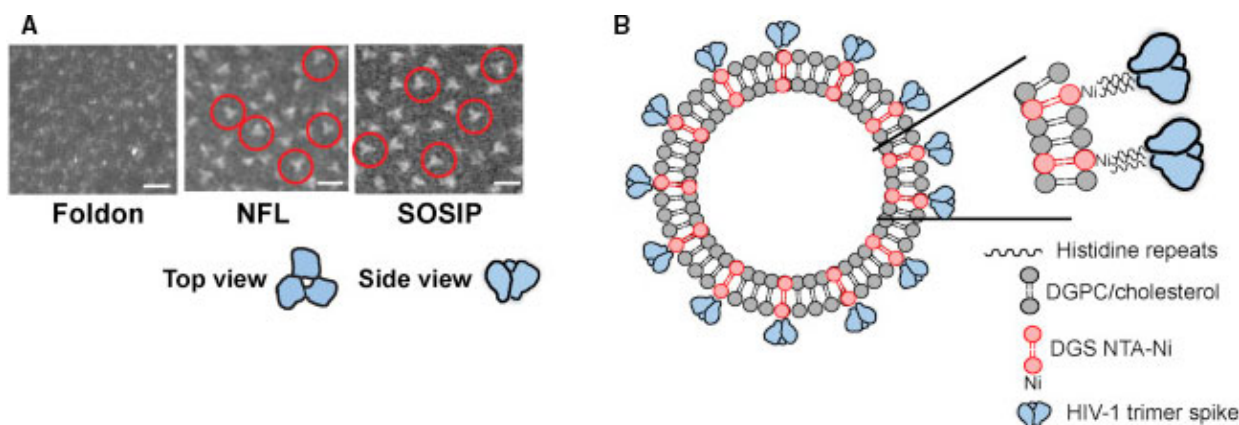 A
Foldon
NFL
SOSIP
Top view
Side view
B
Ni
Ni
Histidine repeats
DGPC/cholesterol
DGS NTA-Ni
Ni
HIV-1 trimer spike